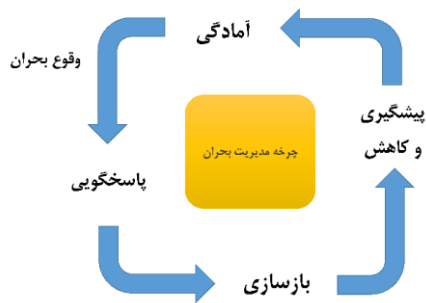 آمادگی
وقوع بحران
پیشگیری
و کاهش
چرخه مدیریت بحران
پاسخگویی
بازسازی